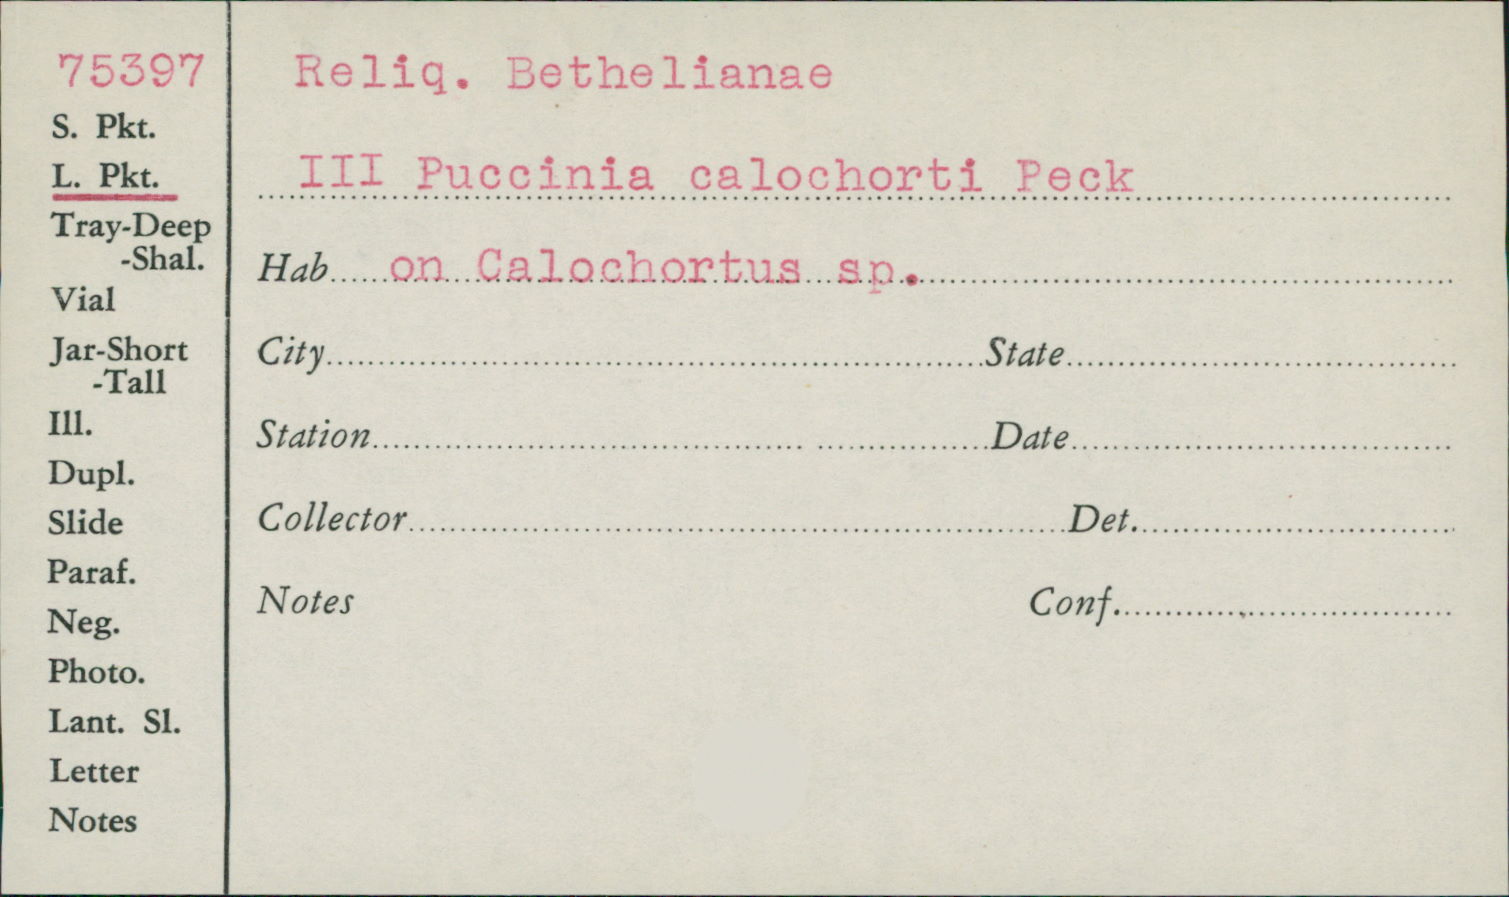 75397
S. Pkt.
L. Pkt.
Tray-Deep
-Shal.
Vial
Jar-Short
-Tall
Ill.
Dupl.
Slide
Paraf.
Neg.
Photo.
Lant. Sl.
Letter
Notes
Reliq. Bethelianae
III Puccinia calochorti Peck
Hab. on Calochortus sp.
City State
Station Date
Collector Det.
Notes Conf.